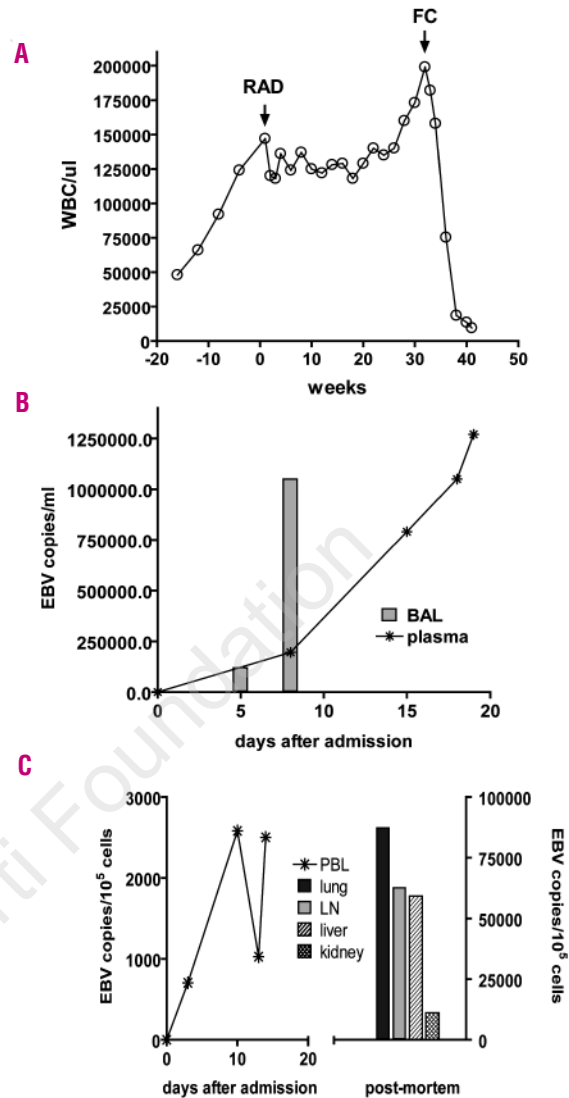 A
FC
RAD
200000
175000
150000
125000
100000
75000
50000
25000
0
WBC/ul
-20 -10 0 10 20 30 40 50
weeks
B
1250000.0
1000000.0
750000.0
500000.0
250000.0
0.0
EBV copies/ml
BAL
plasma
0 5 10 15 20
days after admission
C
3000
2000
1000
0
EBV copies/10⁵ cells
PBL
lung
LN
liver
kidney
100000
75000
50000
25000
0
EBV copies/10⁵ cells
0 10 20
days after admission
post-mortem
rti Foundation